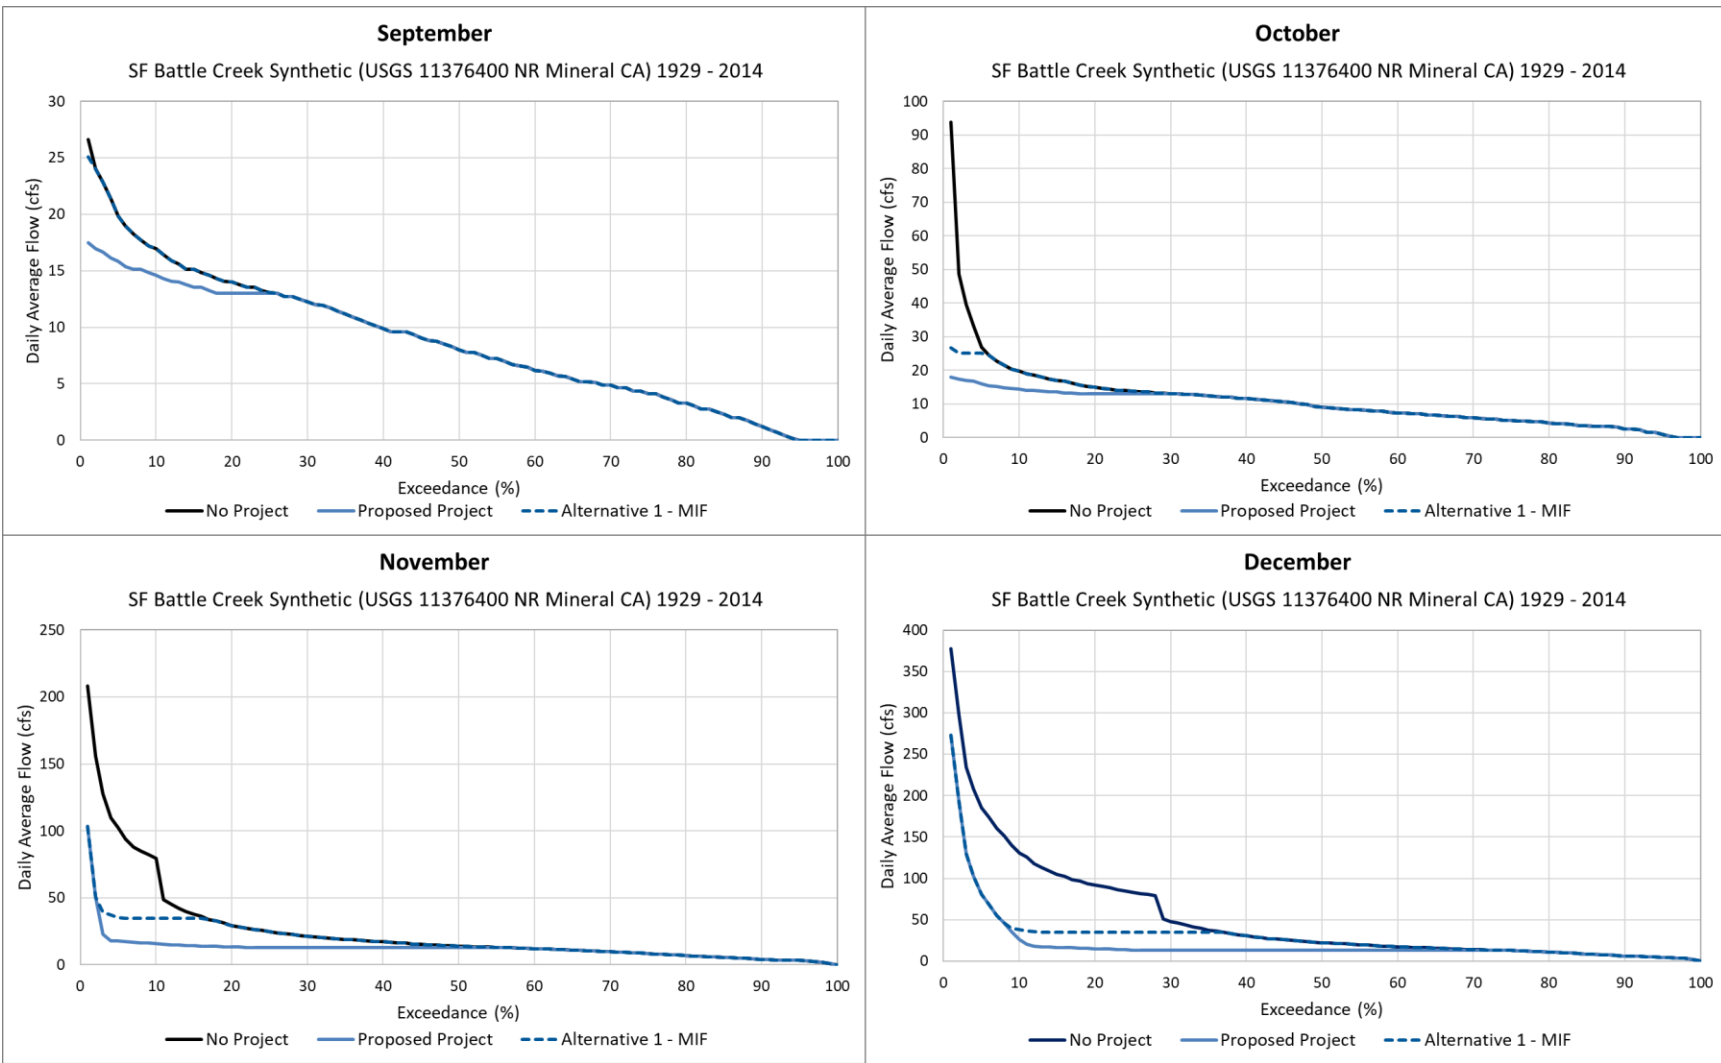 September
SF Battle Creek Synthetic (USGS 11376400 NR Mineral CA) 1929 - 2014
Daily Average Flow (cfs)
30
25
20
15
10
5
0
0 10 20 30 40 50 60 70 80 90 100
Exceedance (%)
No Project Proposed Project Alternative 1 - MIF
October
SF Battle Creek Synthetic (USGS 11376400 NR Mineral CA) 1929 - 2014
Daily Average Flow (cfs)
100
90
80
70
60
50
40
30
20
10
0
0 10 20 30 40 50 60 70 80 90 100
Exceedance (%)
No Project Proposed Project Alternative 1 - MIF
November
SF Battle Creek Synthetic (USGS 11376400 NR Mineral CA) 1929 - 2014
Daily Average Flow (cfs)
250
200
150
100
50
0
0 10 20 30 40 50 60 70 80 90 100
Exceedance (%)
No Project Proposed Project Alternative 1 - MIF
December
SF Battle Creek Synthetic (USGS 11376400 NR Mineral CA) 1929 - 2014
Daily Average Flow (cfs)
400
350
300
250
200
150
100
50
0
0 10 20 30 40 50 60 70 80 90 100
Exceedance (%)
No Project Proposed Project Alternative 1 - MIF